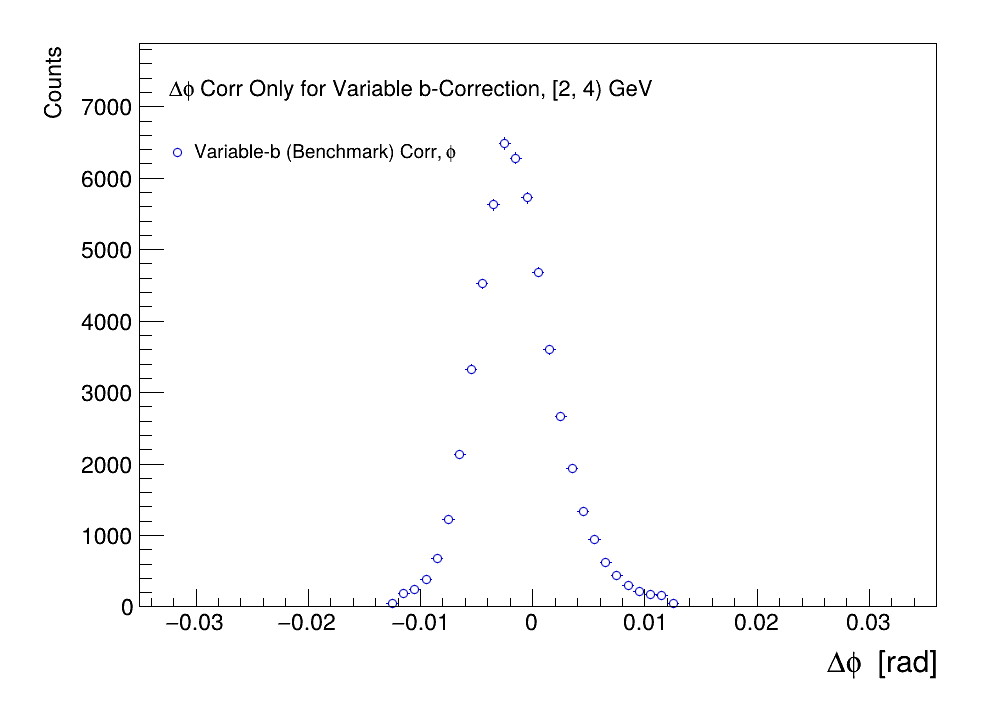 Counts
Δϕ Corr Only for Variable b-Correction, [2, 4) GeV
Variable-b (Benchmark) Corr, ϕ
7000
6000
5000
4000
3000
2000
1000
0
−0.03 −0.02 −0.01 0 0.01 0.02 0.03
Δϕ [rad]